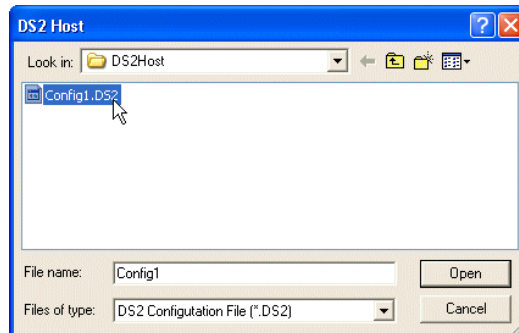 DS2 Host
Look in: DS2Host
Config1.DS2
File name: Config1 Open
Files of type: DS2 Configutation File (*.DS2) Cancel